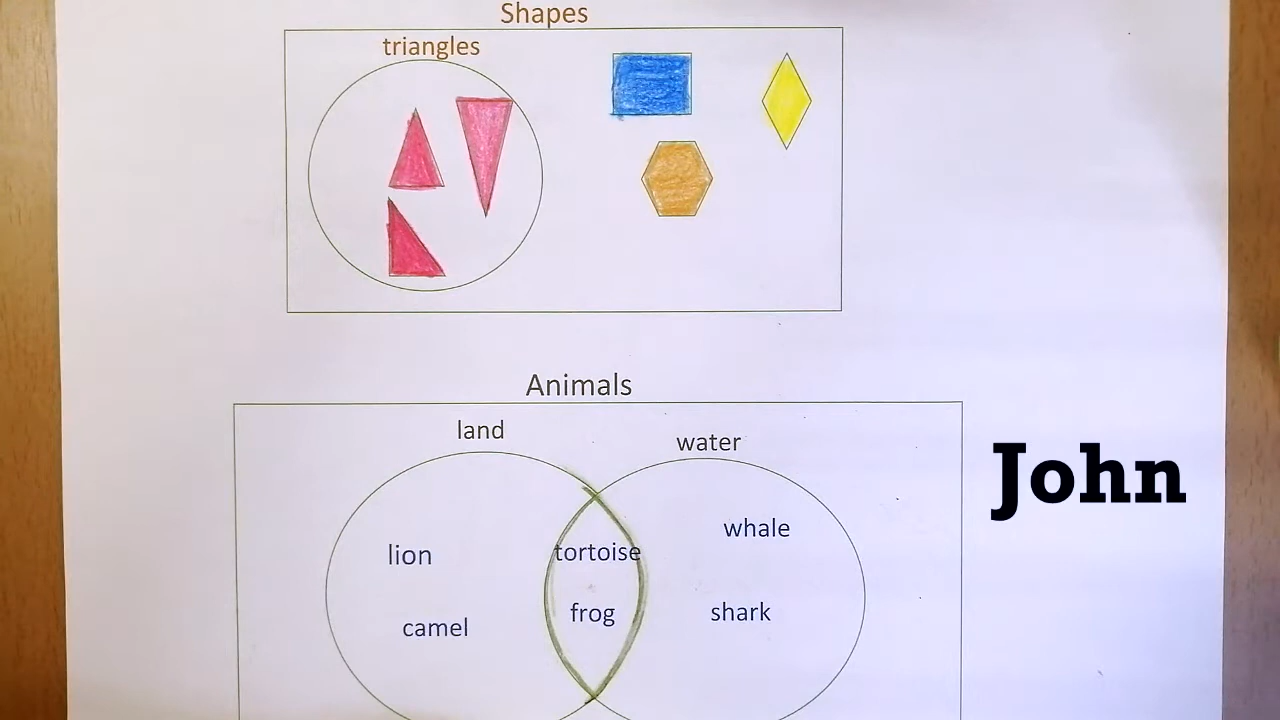 Shapes
triangles
Animals
land
water
lion
camel
tortoise
frog
whale
shark
John